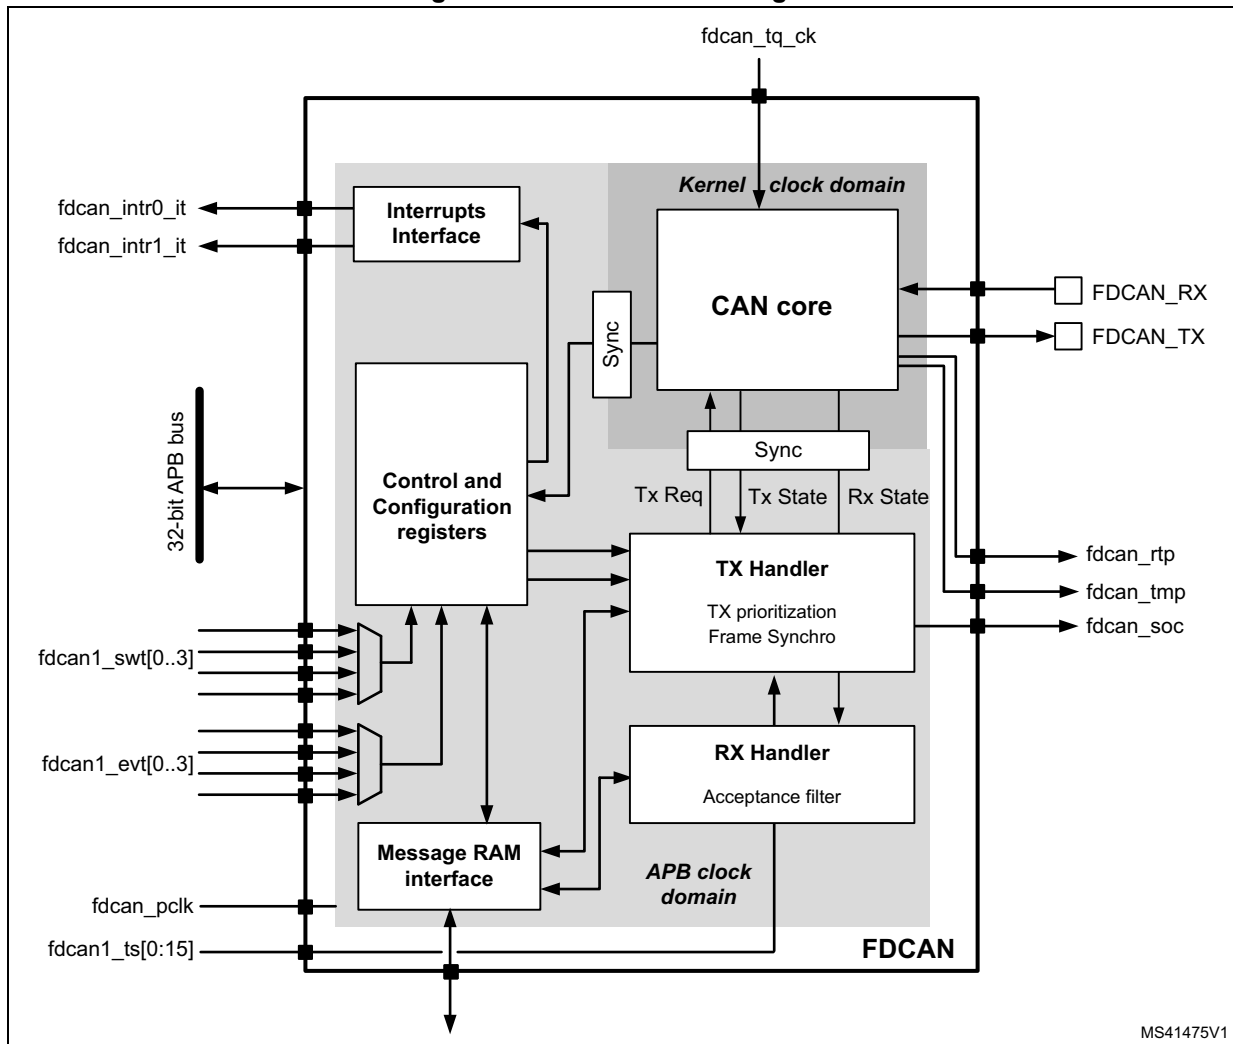 fdcan_tq_ck
Kernel clock domain
fdcan_intr0_it
fdcan_intr1_it
Interrupts
Interface
CAN core
FDCAN_RX
FDCAN_TX
Sync
Sync
32-bit APB bus
Control and
Configuration
registers
Tx Req
Tx State
Rx State
TX Handler
TX prioritization
Frame Synchro
fdcan_rtp
fdcan_tmp
fdcan_soc
fdcan1_swt[0..3]
fdcan1_evt[0..3]
RX Handler
Acceptance filter
Message RAM
interface
APB clock
domain
fdcan_pclk
fdcan1_ts[0:15]
FDCAN
MS41475V1